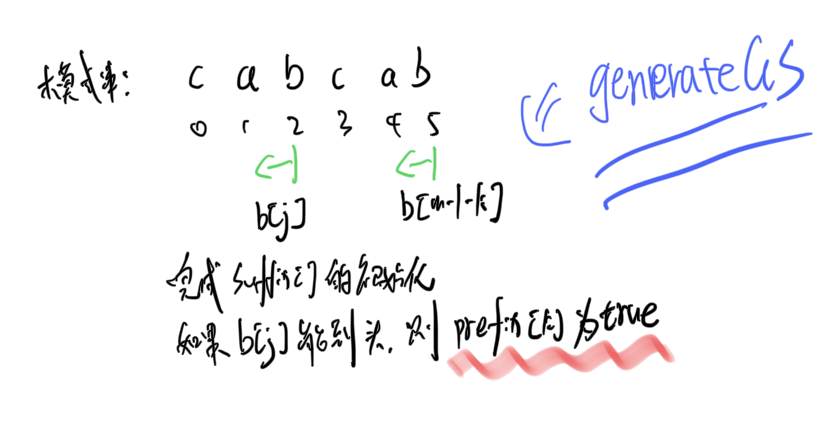 模式串: c a b c a b
generateGS
0 1 2 3 4 5
b[j] b[m-1-k]
完成 suffix[] 的初始化
如果 b[j] 能到头, 则 prefix[k] 为 true